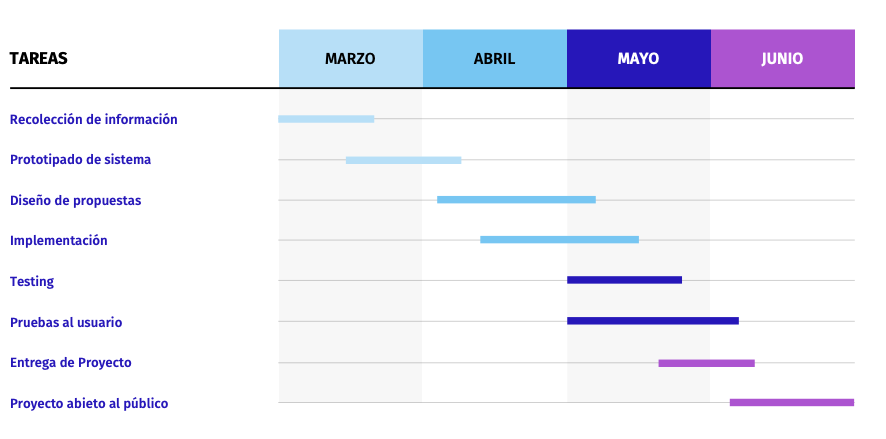 TAREAS
MARZO
ABRIL
MAYO
JUNIO
Recolección de información
Prototipado de sistema
Diseño de propuestas
Implementación
Testing
Pruebas al usuario
Entrega de Proyecto
Proyecto abieto al público